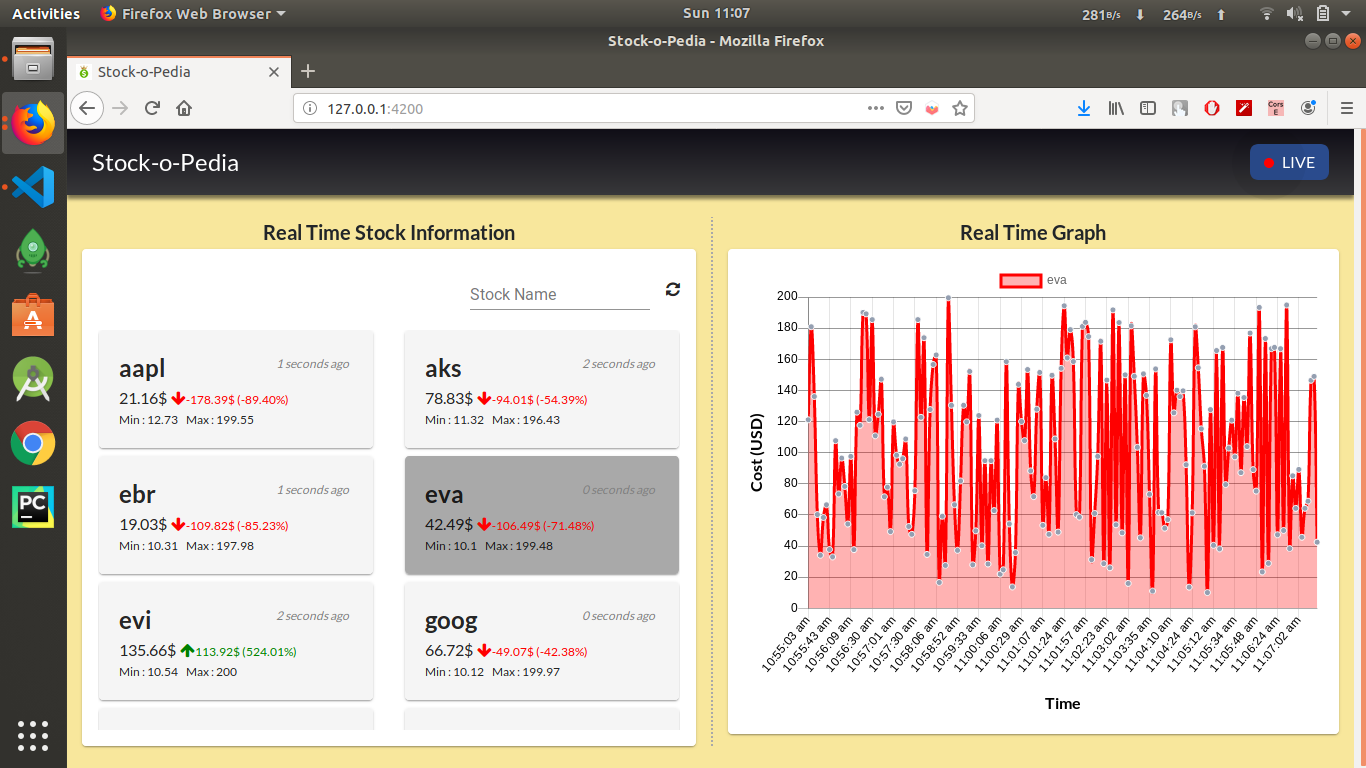 Activities Firefox Web Browser Sun 11:07 281B/s 264B/s
Stock-o-Pedia - Mozilla Firefox
Stock-o-Pedia
127.0.0.1:4200
Cors
E
Stock-o-Pedia
LIVE
Real Time Stock Information
Stock Name
aapl 1 seconds ago
21.16$ -178.39$ (-89.40%)
Min : 12.73 Max : 199.55
aks 2 seconds ago
78.83$ -94.01$ (-54.39%)
Min : 11.32 Max : 196.43
ebr 1 seconds ago
19.03$ -109.82$ (-85.23%)
Min : 10.31 Max : 197.98
eva 0 seconds ago
42.49$ -106.49$ (-71.48%)
Min : 10.1 Max : 199.48
evi 2 seconds ago
135.66$ 113.92$ (524.01%)
Min : 10.54 Max : 200
goog 0 seconds ago
66.72$ -49.07$ (-42.38%)
Min : 10.12 Max : 199.97
Real Time Graph
eva
Cost (USD)
200
180
160
140
120
100
80
60
40
20
0
10:55:03 am
10:55:43 am
10:56:09 am
10:56:30 am
10:57:01 am
10:57:30 am
10:58:06 am
10:58:52 am
10:59:33 am
11:00:06 am
11:00:29 am
11:01:07 am
11:01:24 am
11:01:57 am
11:02:23 am
11:03:02 am
11:03:35 am
11:04:10 am
11:04:24 am
11:05:12 am
11:05:34 am
11:05:48 am
11:06:24 am
11:07:02 am
Time
PC